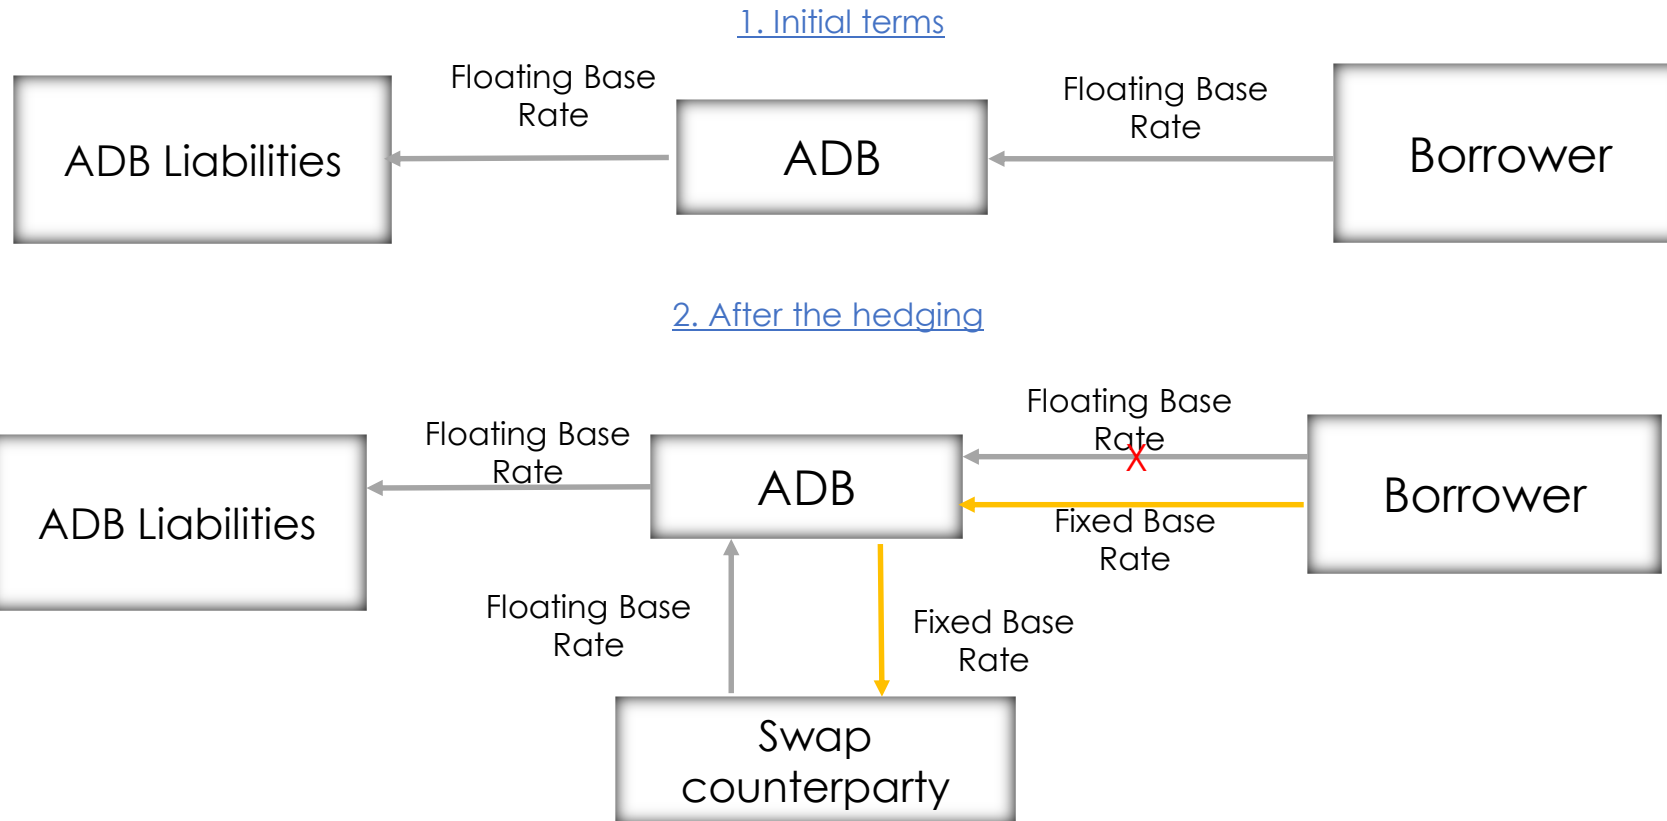 1. Initial terms
Floating Base
Rate
Floating Base
Rate
ADB Liabilities
ADB
Borrower
2. After the hedging
Floating Base
Rate
Floating Base
Rate
X
ADB Liabilities
ADB
Borrower
Fixed Base
Rate
Floating Base
Rate
Fixed Base
Rate
Swap
counterparty